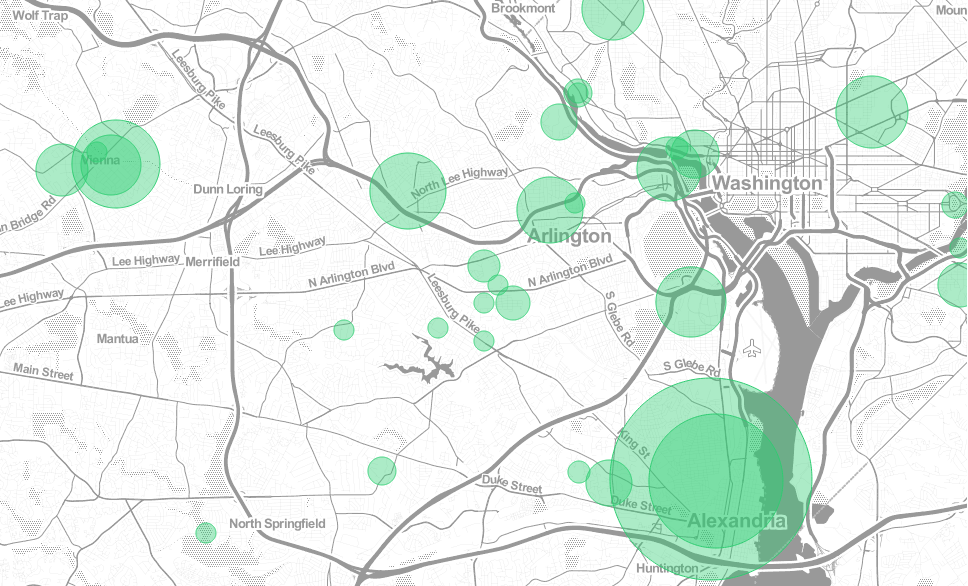 Brookmont
Wolf Trap
Moun
Leesburg Pike
Leesburg Pike
Vienna
North Lee Highway
Washington
Dunn Loring
n Bridge Rd
Arlington
Lee Highway
Lee Highway
Merrifield
N Arlington Blvd
N Arlington Blvd
Lee Highway
Leesburg Pike
S Glebe Rd
Mantua
Main Street
S Glebe Rd
King St
Duke Street
Duke Street
North Springfield
Alexandria
Huntington